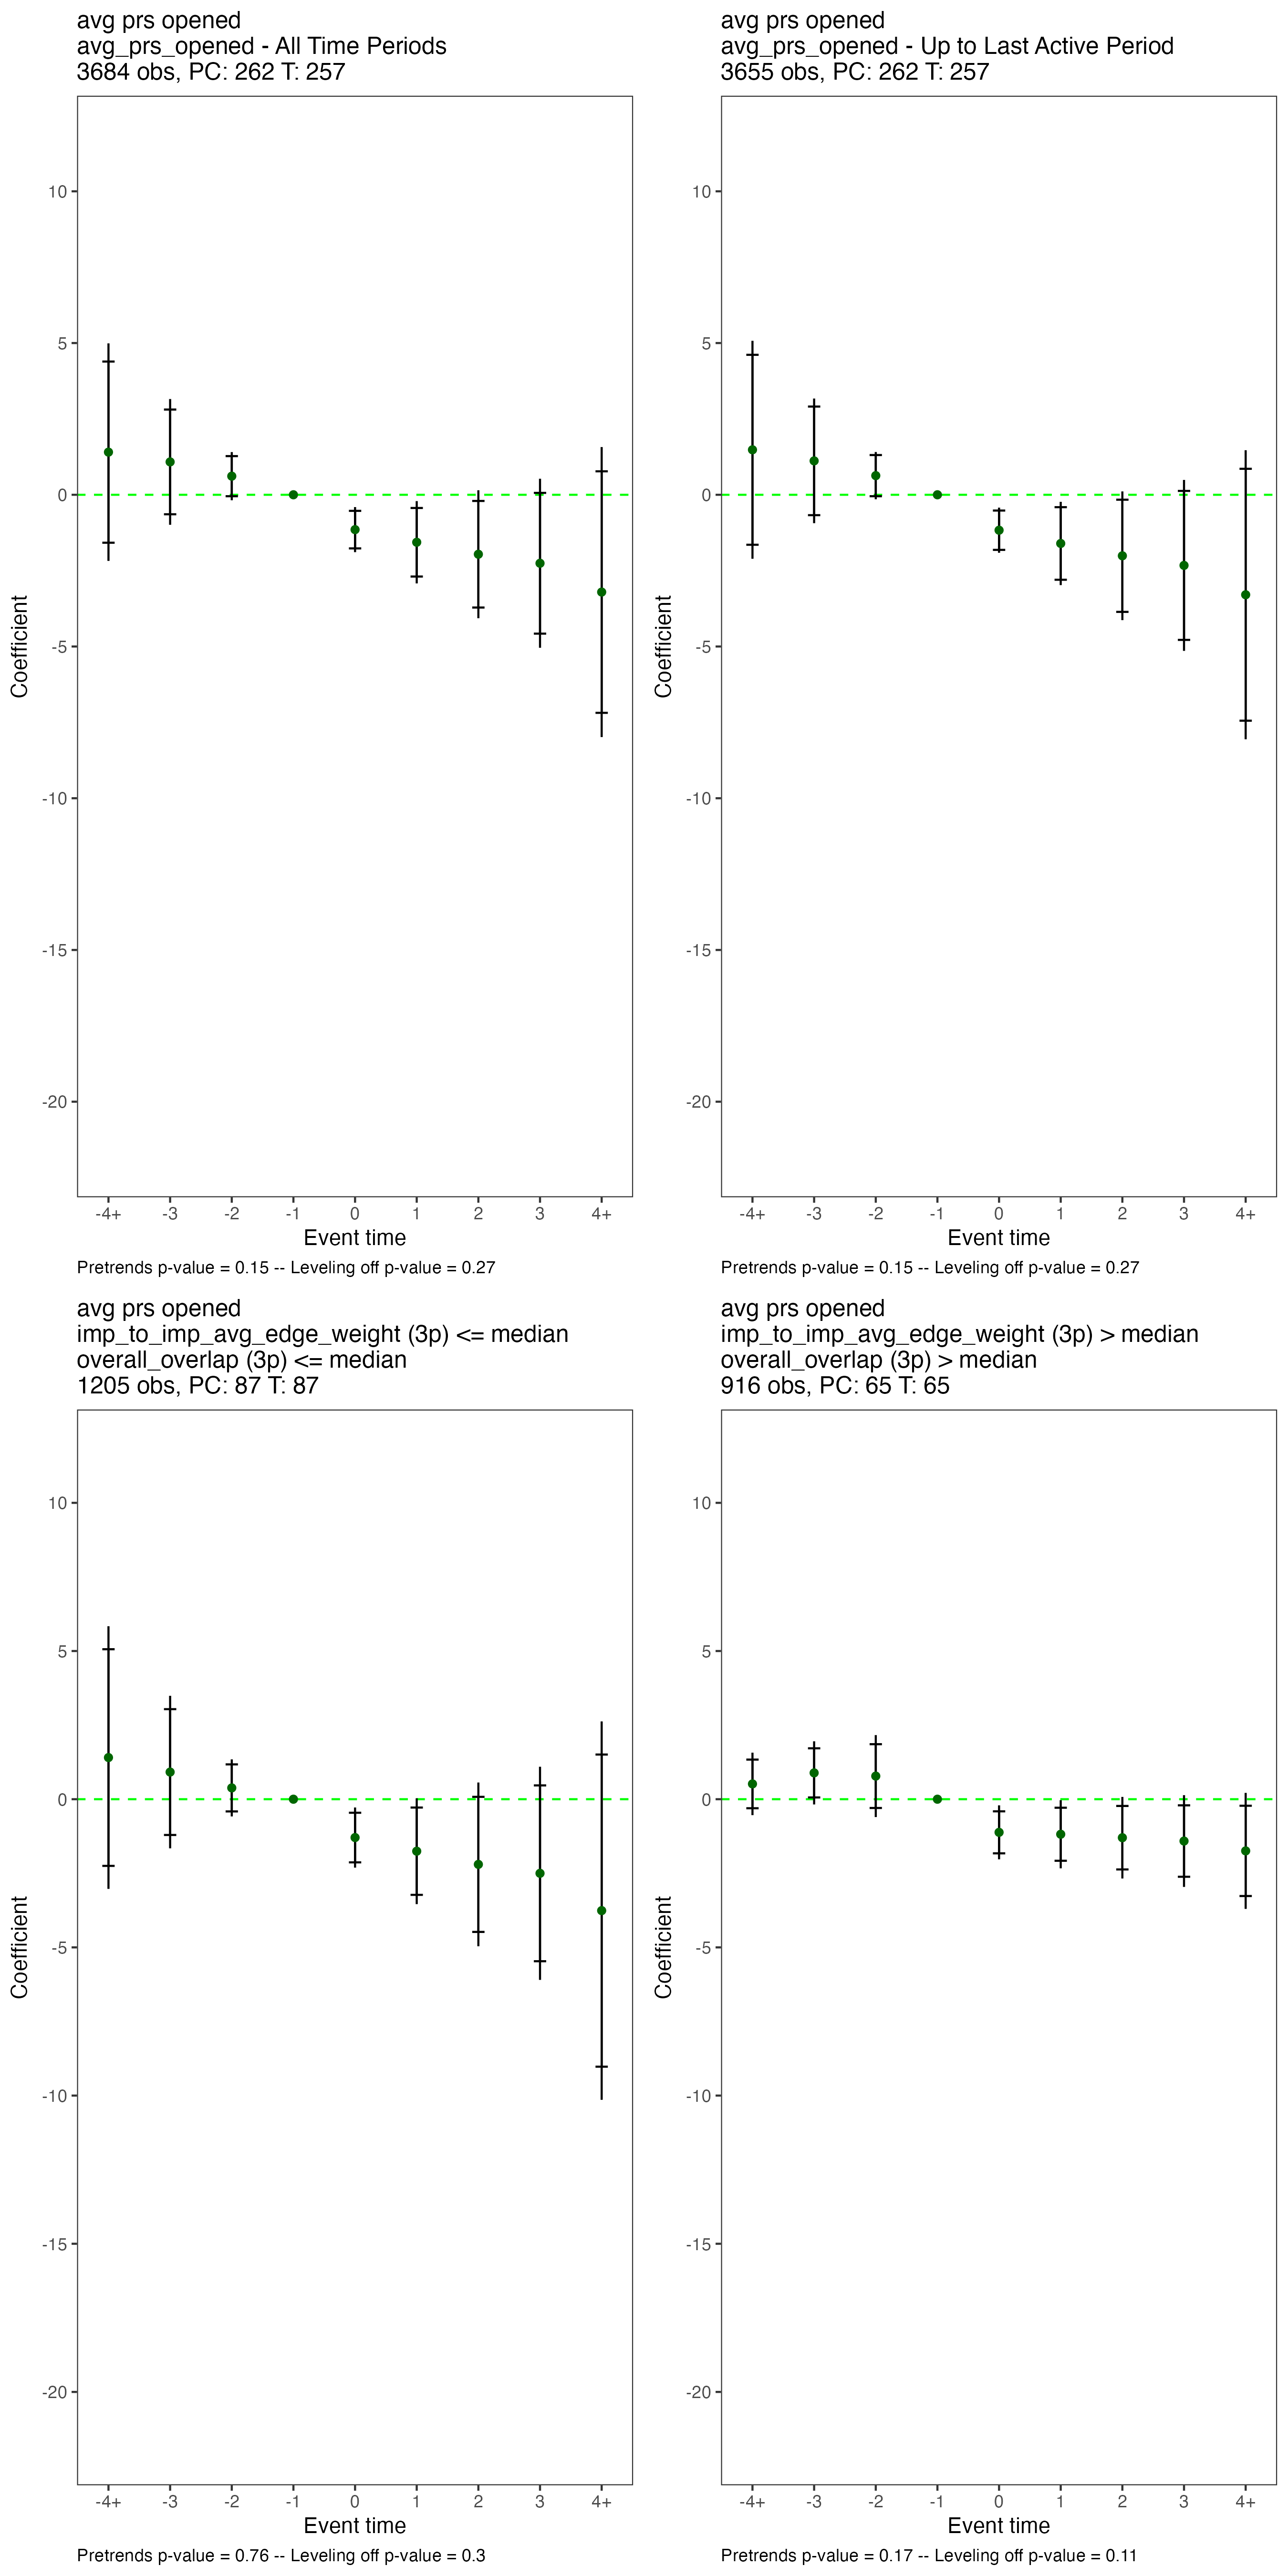 avg prs opened
avg_prs_opened - All Time Periods
3684 obs, PC: 262 T: 257
10
5
0
-5
-10
-15
-20
Coefficient
-4+ -3 -2 -1 0 1 2 3 4+
Event time
Pretrends p-value = 0.15 -- Leveling off p-value = 0.27
avg prs opened
avg_prs_opened - Up to Last Active Period
3655 obs, PC: 262 T: 257
10
5
0
-5
-10
-15
-20
Coefficient
-4+ -3 -2 -1 0 1 2 3 4+
Event time
Pretrends p-value = 0.15 -- Leveling off p-value = 0.27
avg prs opened
imp_to_imp_avg_edge_weight (3p) <= median
overall_overlap (3p) <= median
1205 obs, PC: 87 T: 87
10
5
0
-5
-10
-15
-20
Coefficient
-4+ -3 -2 -1 0 1 2 3 4+
Event time
Pretrends p-value = 0.76 -- Leveling off p-value = 0.3
avg prs opened
imp_to_imp_avg_edge_weight (3p) > median
overall_overlap (3p) > median
916 obs, PC: 65 T: 65
10
5
0
-5
-10
-15
-20
Coefficient
-4+ -3 -2 -1 0 1 2 3 4+
Event time
Pretrends p-value = 0.17 -- Leveling off p-value = 0.11